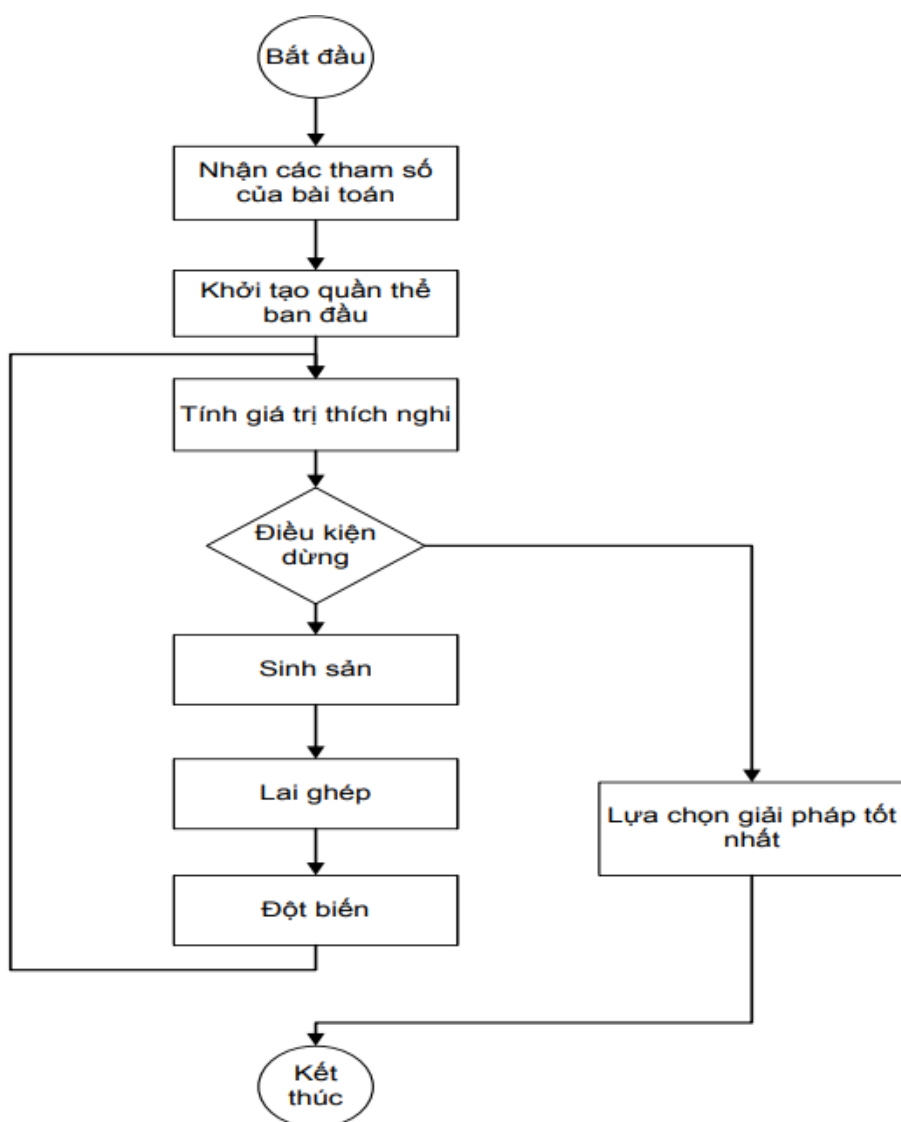 Bắt đầu
Nhận các tham số
của bài toán
Khởi tạo quần thể
ban đầu
Tính giá trị thích nghi
Điều kiện
dừng
Sinh sản
Lai ghép
Lựa chọn giải pháp tốt
nhất
Đột biến
Kết
thúc